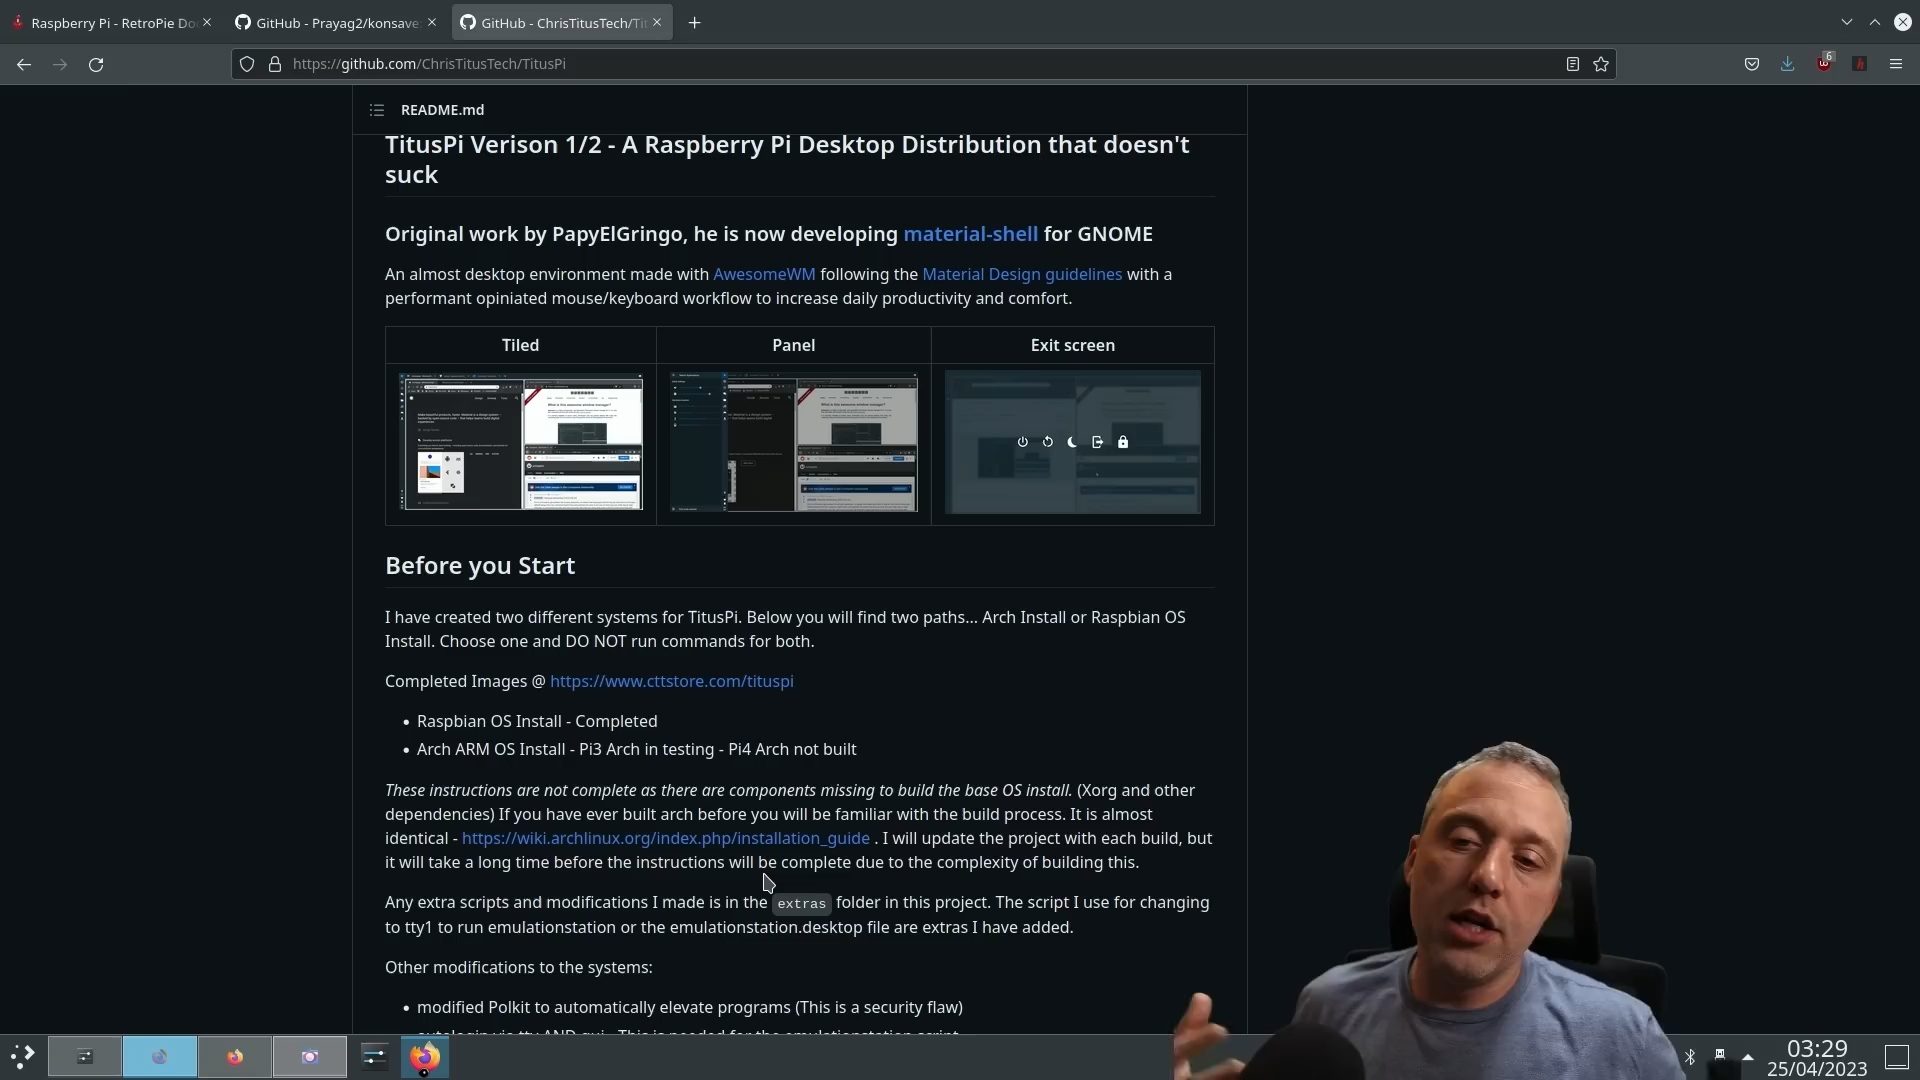 Raspberry Pi - RetroPie Do
GitHub - Prayag2/konsave
GitHub - ChrisTitusTech/Tit
https://github.com/ChrisTitusTech/TitusPi
6
README.md
TitusPi Verison 1/2 - A Raspberry Pi Desktop Distribution that doesn't
suck
Original work by PapyElGringo, he is now developing material-shell for GNOME
An almost desktop environment made with AwesomeWM following the Material Design guidelines with a
performant opiniated mouse/keyboard workflow to increase daily productivity and comfort.
Tiled Panel Exit screen
Before you Start
I have created two different systems for TitusPi. Below you will find two paths... Arch Install or Raspbian OS
Install. Choose one and DO NOT run commands for both.
Completed Images @ https://www.cttstore.com/tituspi
• Raspbian OS Install - Completed
• Arch ARM OS Install - Pi3 Arch in testing - Pi4 Arch not built
These instructions are not complete as there are components missing to build the base OS install. (Xorg and other
dependencies) If you have ever built arch before you will be familiar with the build process. It is almost
identical - https://wiki.archlinux.org/index.php/installation_guide . I will update the project with each build, but
it will take a long time before the instructions will be complete due to the complexity of building this.
Any extra scripts and modifications I made is in the extras folder in this project. The script I use for changing
to tty1 to run emulationstation or the emulationstation.desktop file are extras I have added.
Other modifications to the systems:
• modified Polkit to automatically elevate programs (This is a security flaw)
03:29
25/04/2023